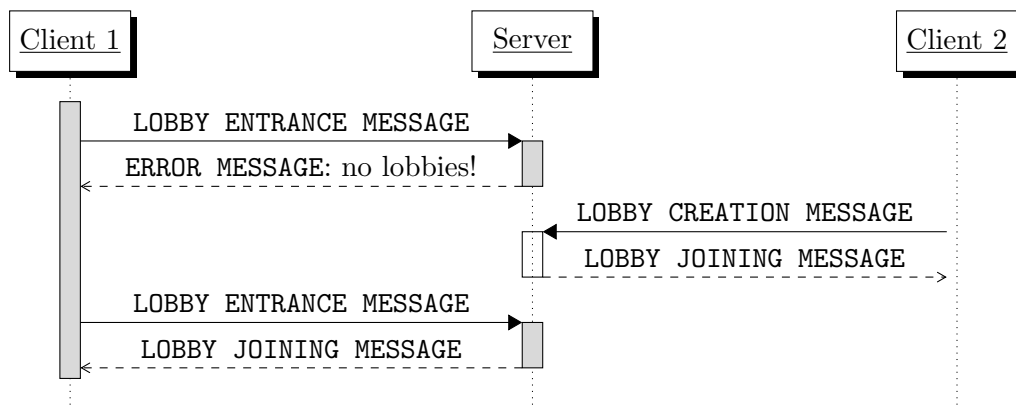 Client 1
Server
Client 2
LOBBY ENTRANCE MESSAGE
ERROR MESSAGE: no lobbies!
LOBBY CREATION MESSAGE
LOBBY JOINING MESSAGE
LOBBY ENTRANCE MESSAGE
LOBBY JOINING MESSAGE